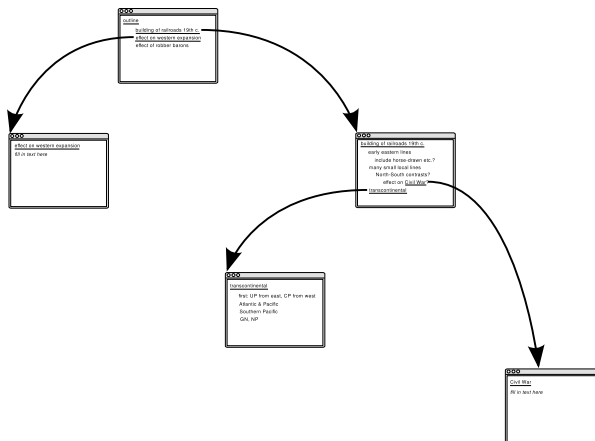 outline
building of railroads 19th c.
effect on western expansion
effect of robber barons
effect on western expansion
fill in text here
building of railroads 19th c.
early eastern lines
include horse-drawn etc.?
many small local lines
North-South contrasts?
effect on Civil War?
transcontinental
transcontinental
first: UP from east, CP from west
Atlantic & Pacific
Southern Pacific
GN, NP
Civil War
fill in text here